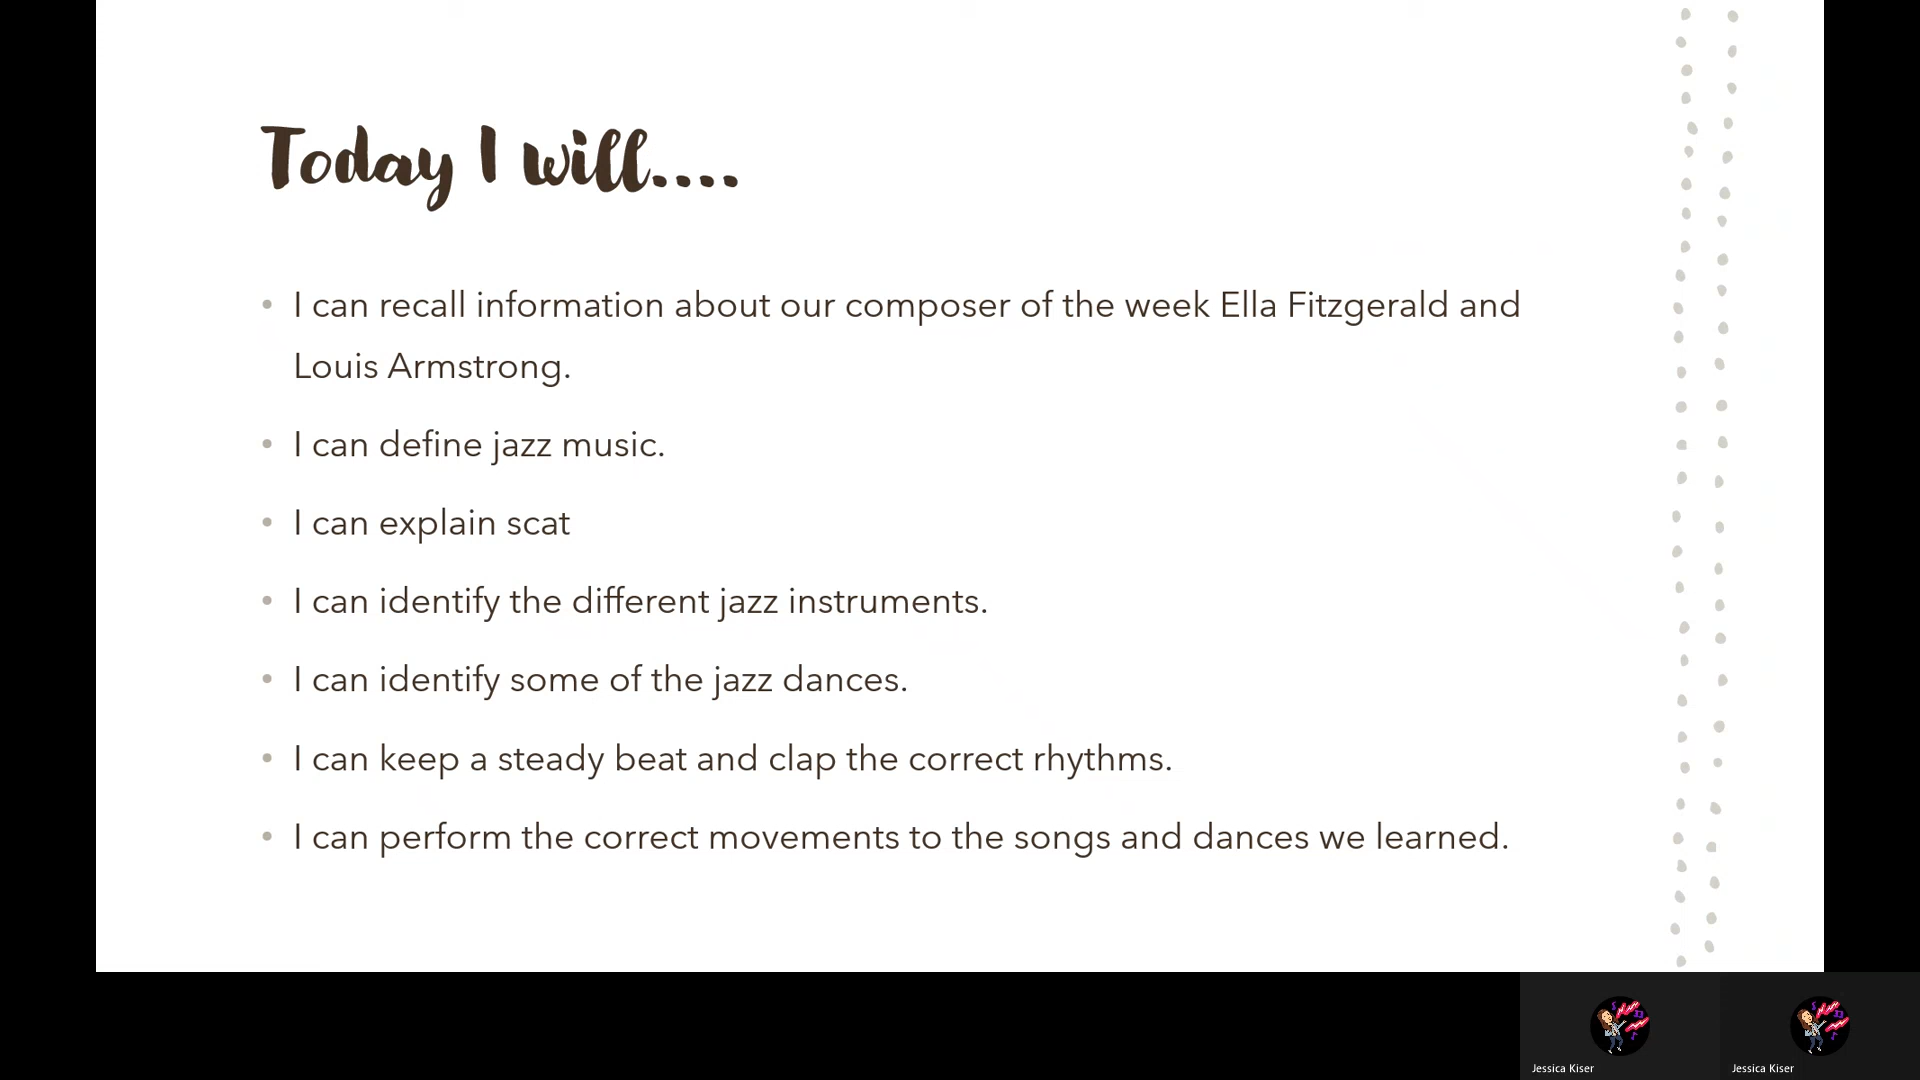 Today I will....
• I can recall information about our composer of the week Ella Fitzgerald and
Louis Armstrong.
• I can define jazz music.
• I can explain scat
• I can identify the different jazz instruments.
• I can identify some of the jazz dances.
• I can keep a steady beat and clap the correct rhythms.
• I can perform the correct movements to the songs and dances we learned.
Jessica Kiser
Jessica Kiser